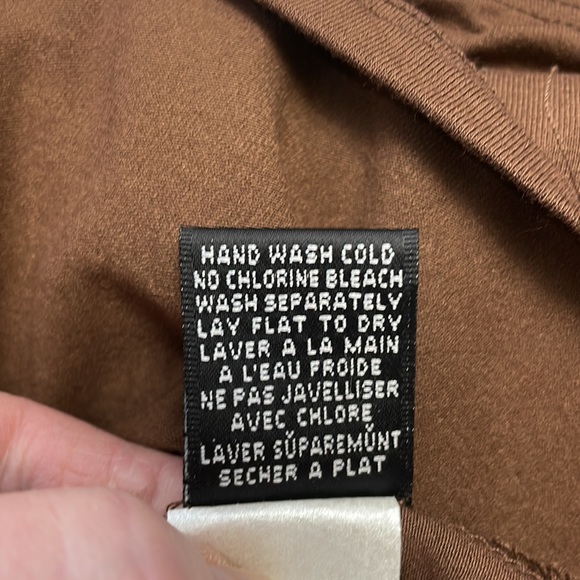 HAND WASH COLD
NO CHLORINE BLEACH
WASH SEPARATELY
LAY FLAT TO DRY
LAVER A LA MAIN
A L'EAU FROIDE
NE PAS JAVELLISER
AVEC CHLORE
LAVER SŬPAREMŬNT
SECHER A PLAT